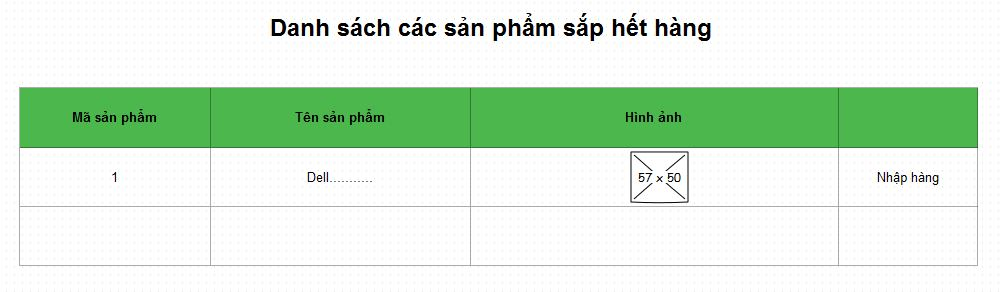 Danh sách các sản phẩm sắp hết hàng
Mã sản phẩm Tên sản phẩm Hình ảnh
1 Dell........... 57 x 50 Nhập hàng